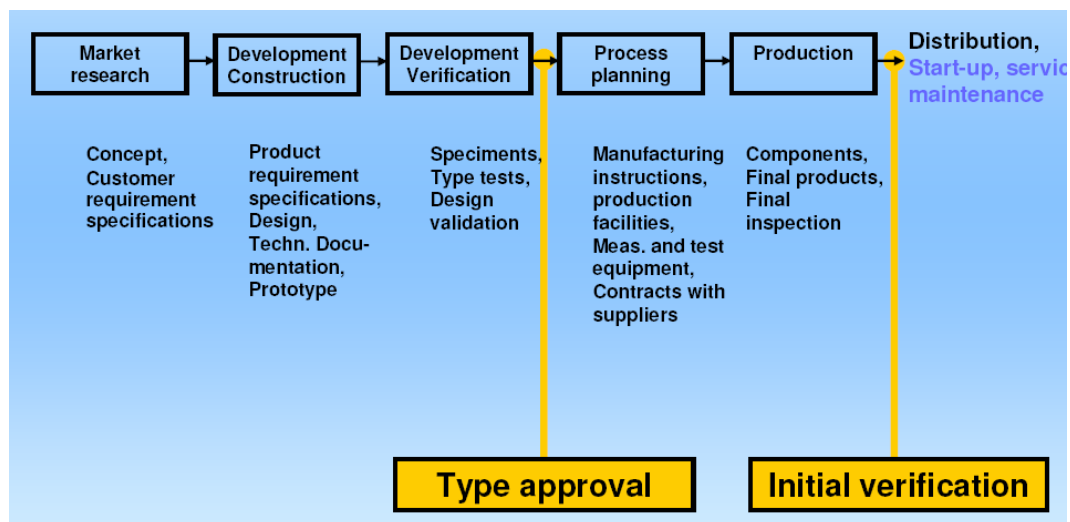 Market
research
Development
Construction
Development
Verification
Process
planning
Production
Distribution,
Start-up, servic
maintenance
Concept,
Customer
requirement
specifications
Product
requirement
specifications,
Design,
Techn. Docu-
mentation,
Prototype
Speciments,
Type tests,
Design
validation
Manufacturing
instructions,
production
facilities,
Meas. and test
equipment,
Contracts with
suppliers
Components,
Final products,
Final
inspection
Type approval
Initial verification